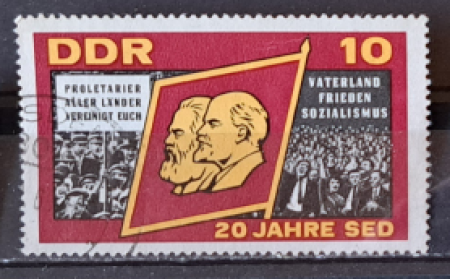 DDR 10
PROLETARIER
ALLER LÄNDER
VEREINIGT EUCH
VATERLAND
FRIEDEN
SOZIALISMUS
20 JAHRE SED